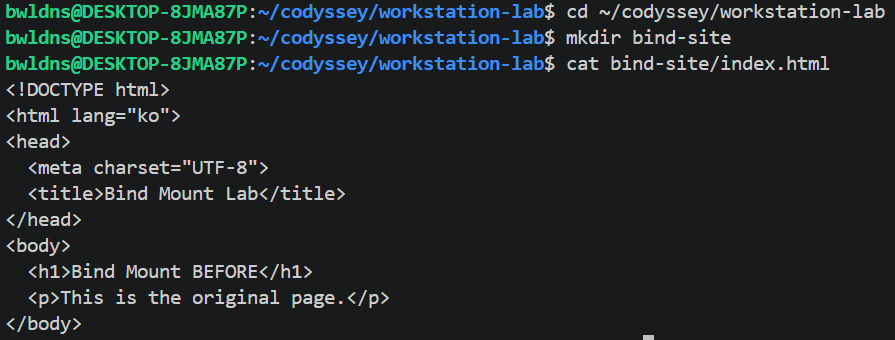 bwldns@DESKTOP-8JMA87P:~/codyssey/workstation-lab$ cd ~/codyssey/workstation-lab
bwldns@DESKTOP-8JMA87P:~/codyssey/workstation-lab$ mkdir bind-site
bwldns@DESKTOP-8JMA87P:~/codyssey/workstation-lab$ cat bind-site/index.html
<!DOCTYPE html>
<html lang="ko">
<head>
  <meta charset="UTF-8">
  <title>Bind Mount Lab</title>
</head>
<body>
  <h1>Bind Mount BEFORE</h1>
  <p>This is the original page.</p>
</body>